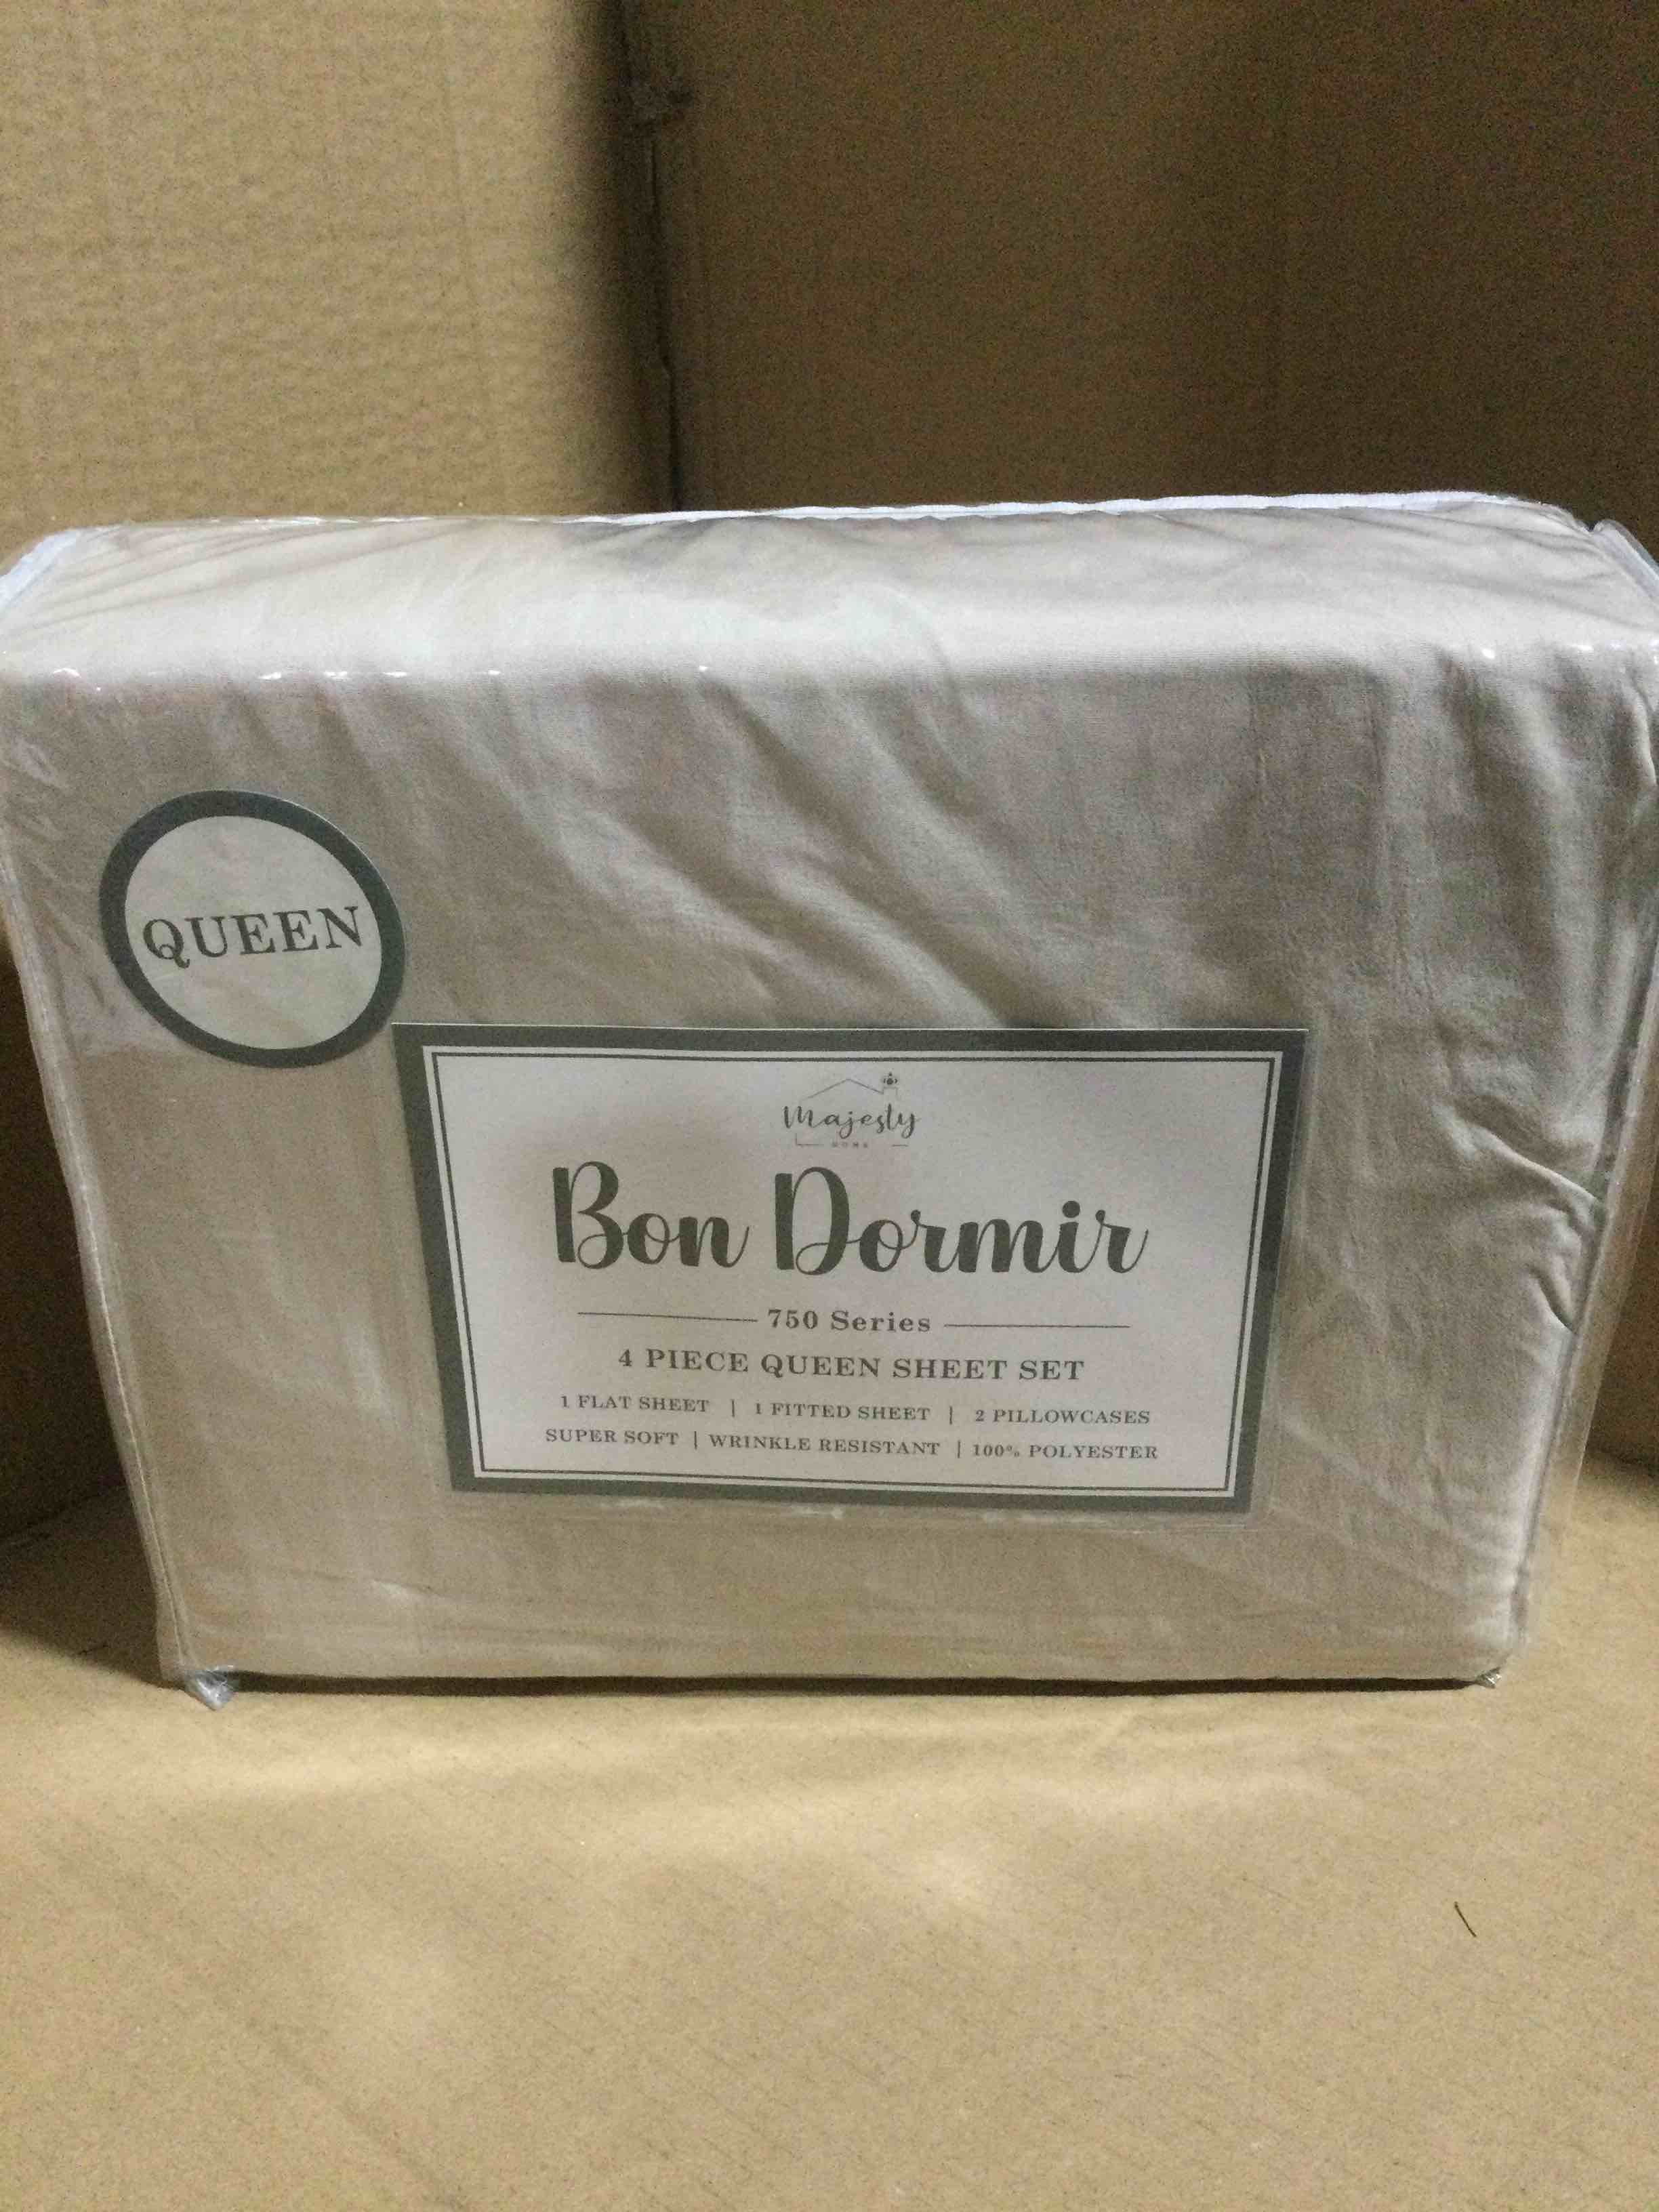 QUEEN
Majesty
HOME
Bon Dormir
750 Series
4 PIECE QUEEN SHEET SET
1 FLAT SHEET | 1 FITTED SHEET | 2 PILLOWCASES
SUPER SOFT | WRINKLE RESISTANT | 100% POLYESTER